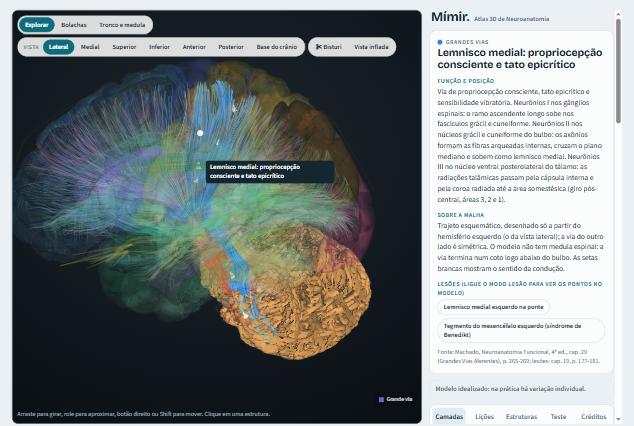 Explorar Bolachas Tronco e medula
VISTA Lateral Medial Superior Inferior Anterior Posterior Base do crânio Bisturi Vista inflada
Lemnisco medial: propriocepção
consciente e tato epicrítico
Grande via
Arraste para girar, role para aproximar, botão direito ou Shift para mover. Clique em uma estrutura.
Mímir. Atlas 3D de Neuroanatomia
GRANDES VIAS
Lemnisco medial: propriocepção
consciente e tato epicrítico
FUNÇÃO E POSIÇÃO
Via de propriocepção consciente, tato epicrítico e
sensibilidade vibratória. Neurônios I nos gânglios
espinais: o ramo ascendente longo sobe nos
fascículos grácil e cuneiforme. Neurônios II nos
núcleos grácil e cuneiforme do bulbo: os axônios
formam as fibras arqueadas internas, cruzam o plano
mediano e sobem como lemnisco medial. Neurônios
III no núcleo ventral posterolateral do tálamo: as
radiações talâmicas passam pela cápsula interna e
pela coroa radiada até a área somestésica (giro pós-
central, áreas 3, 2 e 1).
SOBRE A MALHA
Trajeto esquemático, desenhado só a partir do
hemisfério esquerdo (o da vista lateral); a via do outro
lado é simétrica. O modelo não tem medula espinal: a
via termina num coto logo abaixo do bulbo. As setas
brancas mostram o sentido da condução.
LESÕES (LIGUE O MODO LESÃO PARA VER OS PONTOS NO
MODELO)
Lemnisco medial esquerdo na ponte
Tegmento do mesencéfalo esquerdo (síndrome de
Benedikt)
Fonte: Machado, Neuroanatomia Funcional, 4ª ed., cap. 29
(Grandes Vias Aferentes), p. 265-269; lesões: cap. 19, p. 177-181.
Modelo idealizado: na prática há variação individual.
Camadas Lições Estruturas Teste Créditos